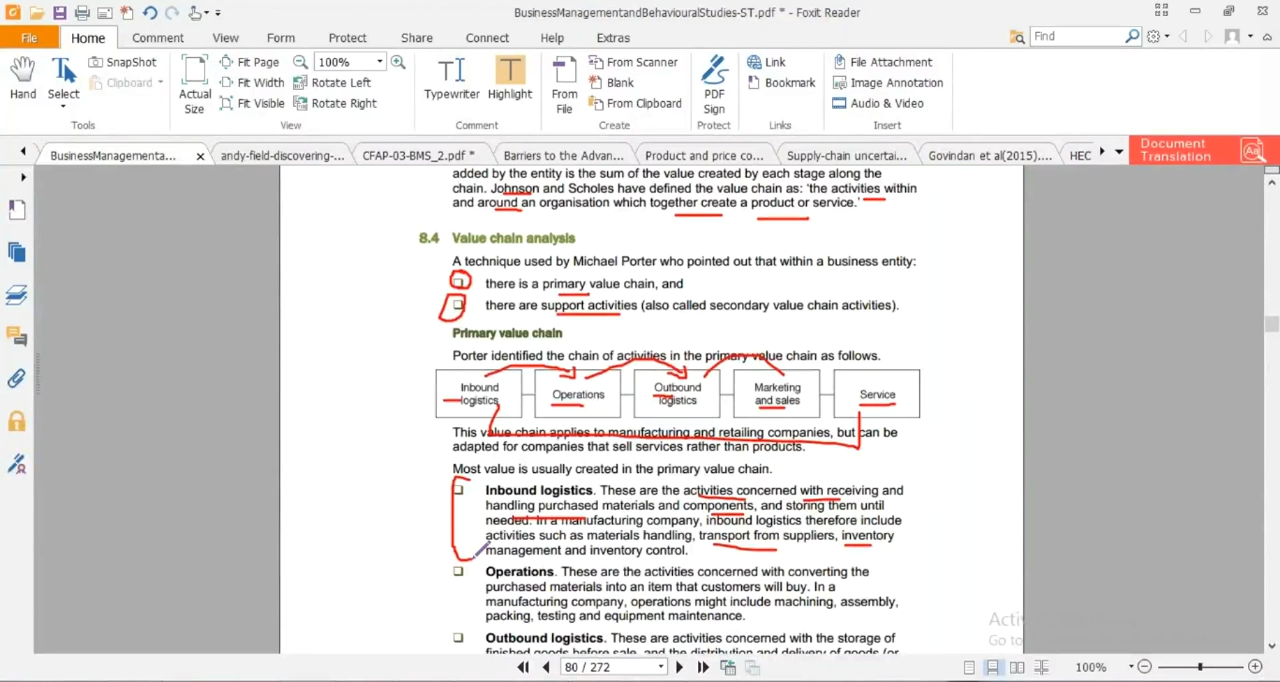 BusinessManagementandBehaviouralStudies-ST.pdf * - Foxit Reader
File Home Comment View Form Protect Share Connect Help Extras Find
Hand
Select
SnapShot
Clipboard
Tools
Actual Size
Fit Page
Fit Width
Fit Visible
100%
Rotate Left
Rotate Right
View
Typewriter
Highlight
Comment
From File
From Scanner
Blank
From Clipboard
Create
PDF Sign
Protect
Link
Bookmark
Links
File Attachment
Image Annotation
Audio & Video
Insert
BusinessManagementa... andy-field-discovering-... CFAP-03-BMS_2.pdf * Barriers to the Advan... Product and price co... Supply-chain uncertai... Govindan et al(2015).... HEC
Document Translation
added by the entity is the sum of the value created by each stage along the
chain. Johnson and Scholes have defined the value chain as: ‘the activities within
and around an organisation which together create a product or service.’
8.4 Value chain analysis
A technique used by Michael Porter who pointed out that within a business entity:
there is a primary value chain, and
there are support activities (also called secondary value chain activities).
Primary value chain
Porter identified the chain of activities in the primary value chain as follows.
Inbound logistics
Operations
Outbound logistics
Marketing and sales
Service
This value chain applies to manufacturing and retailing companies, but can be
adapted for companies that sell services rather than products.
Most value is usually created in the primary value chain.
Inbound logistics. These are the activities concerned with receiving and
handling purchased materials and components, and storing them until
needed. In a manufacturing company, inbound logistics therefore include
activities such as materials handling, transport from suppliers, inventory
management and inventory control.
Operations. These are the activities concerned with converting the
purchased materials into an item that customers will buy. In a
manufacturing company, operations might include machining, assembly,
packing, testing and equipment maintenance.
Outbound logistics. These are activities concerned with the storage of
finished goods before sale, and the distribution and delivery of goods (or
Go to
80 / 272
100%